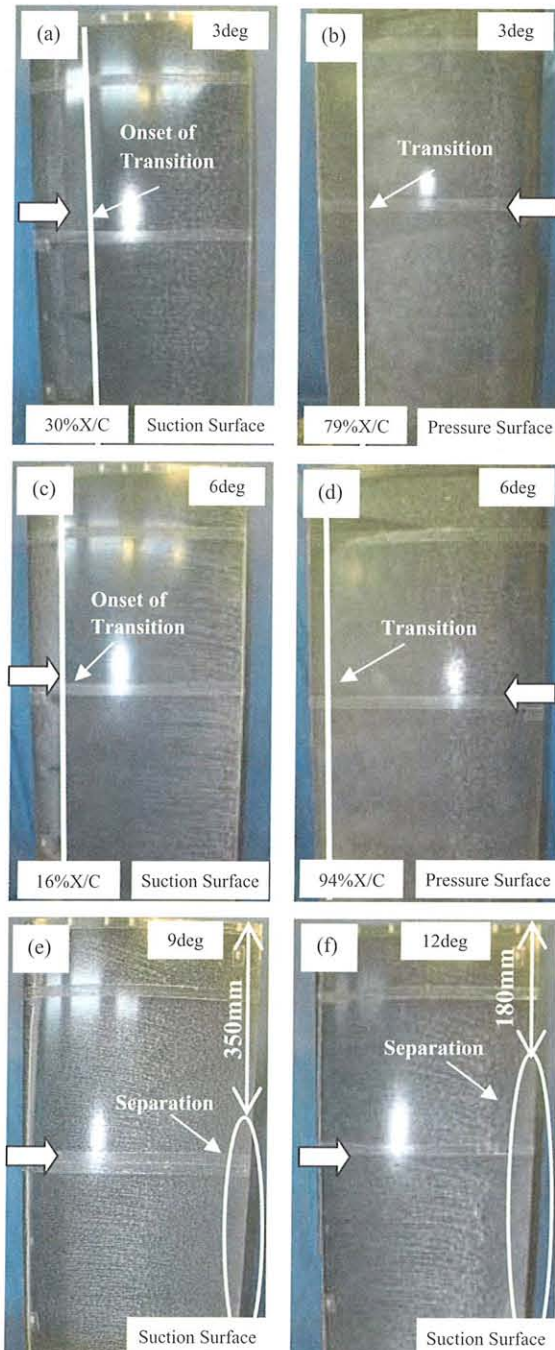 (a)
3deg
Onset of
Transition
30%X/C
Suction Surface
(b)
3deg
Transition
79%X/C
Pressure Surface
(c)
6deg
Onset of
Transition
16%X/C
Suction Surface
(d)
6deg
Transition
94%X/C
Pressure Surface
(e)
9deg
350mm
Separation
Suction Surface
(f)
12deg
180mm
Separation
Suction Surface